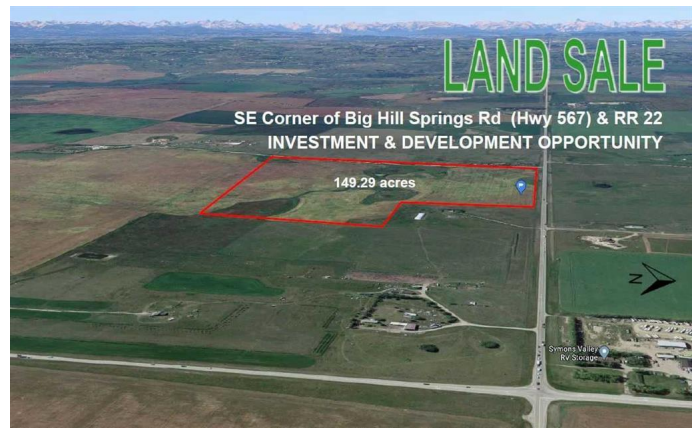 LAND SALE
SE Corner of Big Hill Springs Rd (Hwy 567) & RR 22
INVESTMENT & DEVELOPMENT OPPORTUNITY
149.29 acres
N
Symons Valley
RV Storage